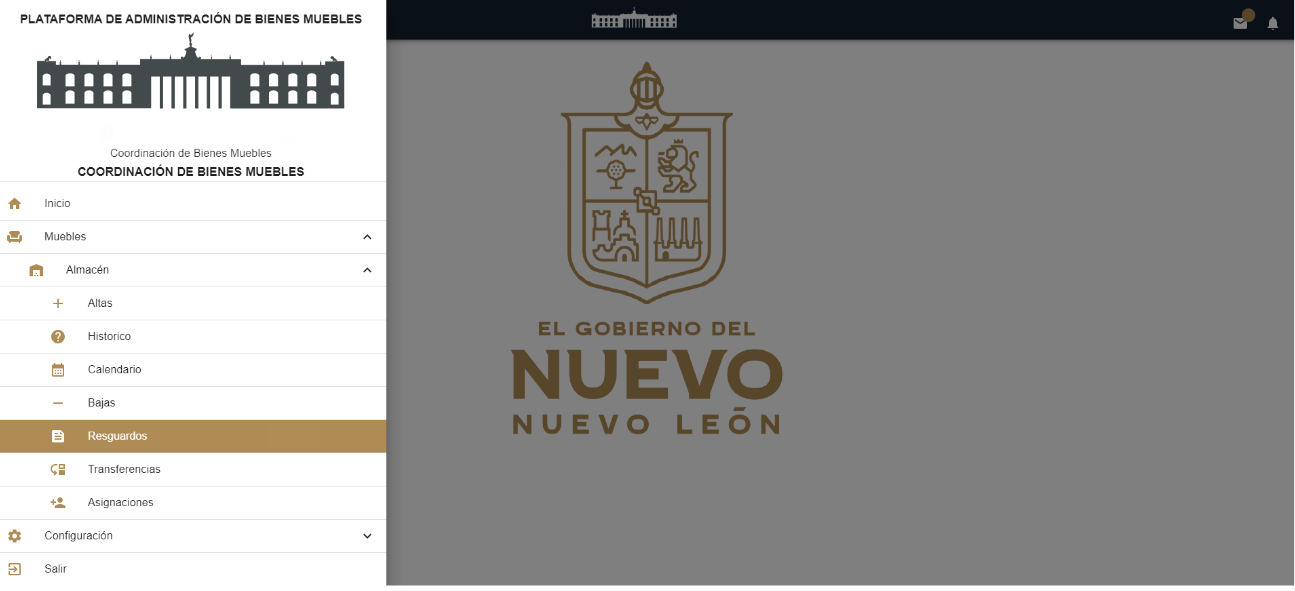 PLATAFORMA DE ADMINISTRACIÓN DE BIENES MUEBLES
Coordinación de Bienes Muebles
COORDINACIÓN DE BIENES MUEBLES
Inicio
Muebles
Almacén
Altas
Historico
Calendario
Bajas
Resguardos
Transferencias
Asignaciones
Configuración
Salir
EL GOBIERNO DEL
NUEVO
NUEVO LEÓN